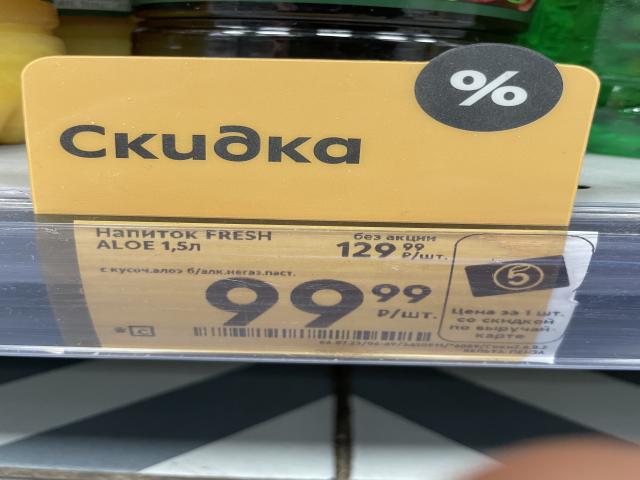 %
Скидка
Напиток FRESH
ALOE 1,5л
без акции
129 99
₽/шт.
с кусоч.алоэ б/алк.негаз.паст.
99 99
₽/шт.
5
Цена за 1 шт.
со скидкой
по выручай-
карте